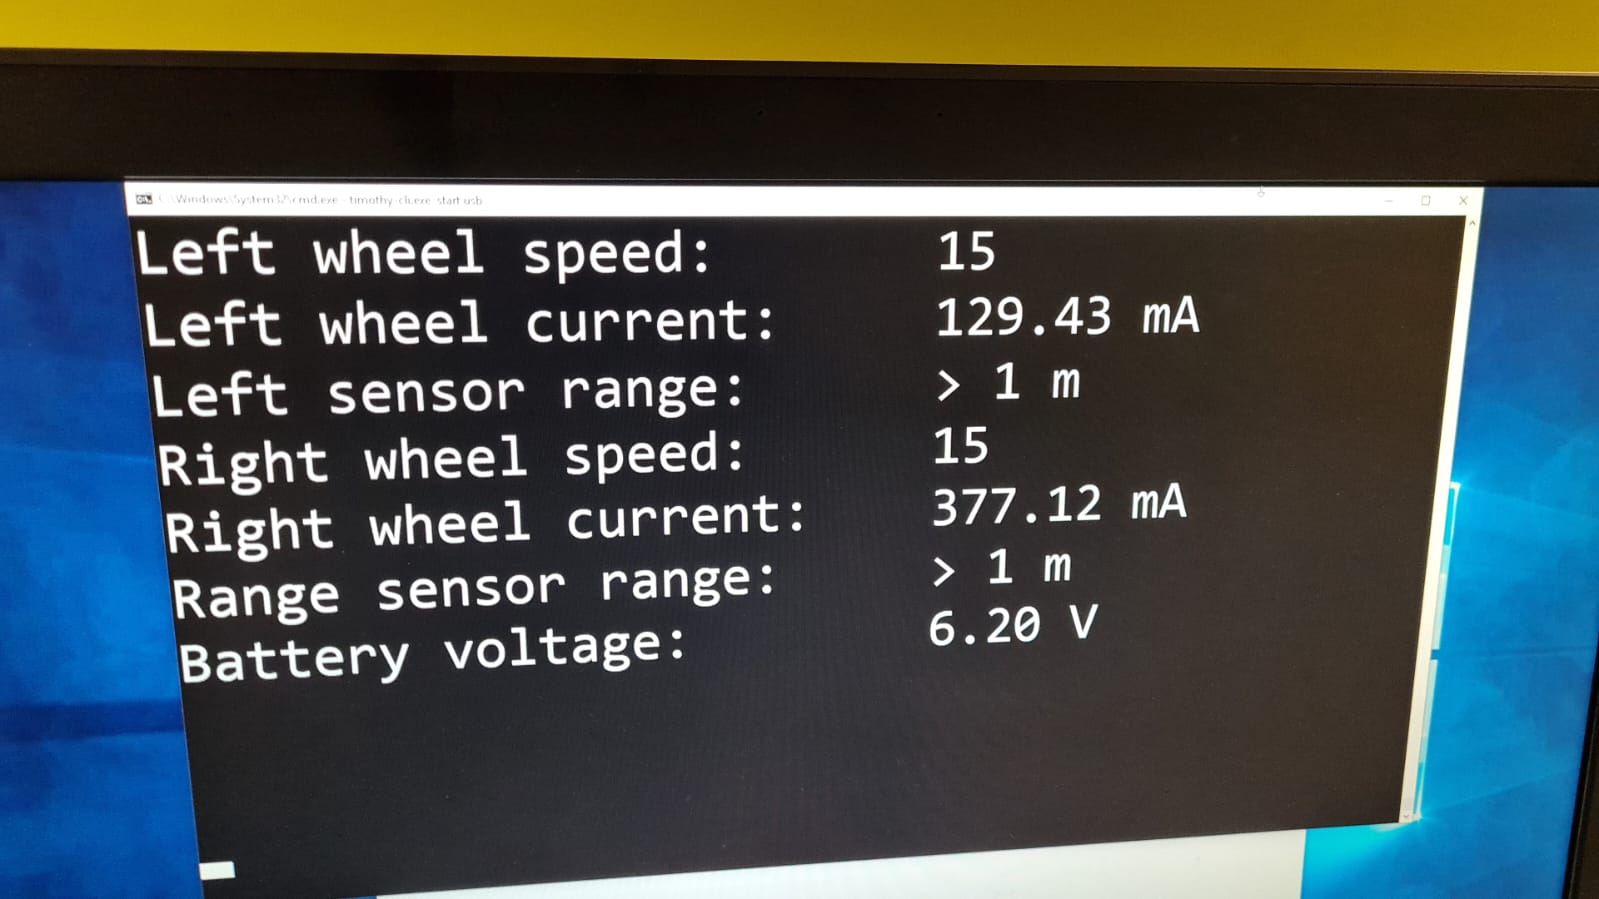 C:\Windows\System32\cmd.exe - timothy-cli.exe start usb
Left wheel speed: 15
Left wheel current: 129.43 mA
Left sensor range: > 1 m
Right wheel speed: 15
Right wheel current: 377.12 mA
Range sensor range: > 1 m
Battery voltage: 6.20 V